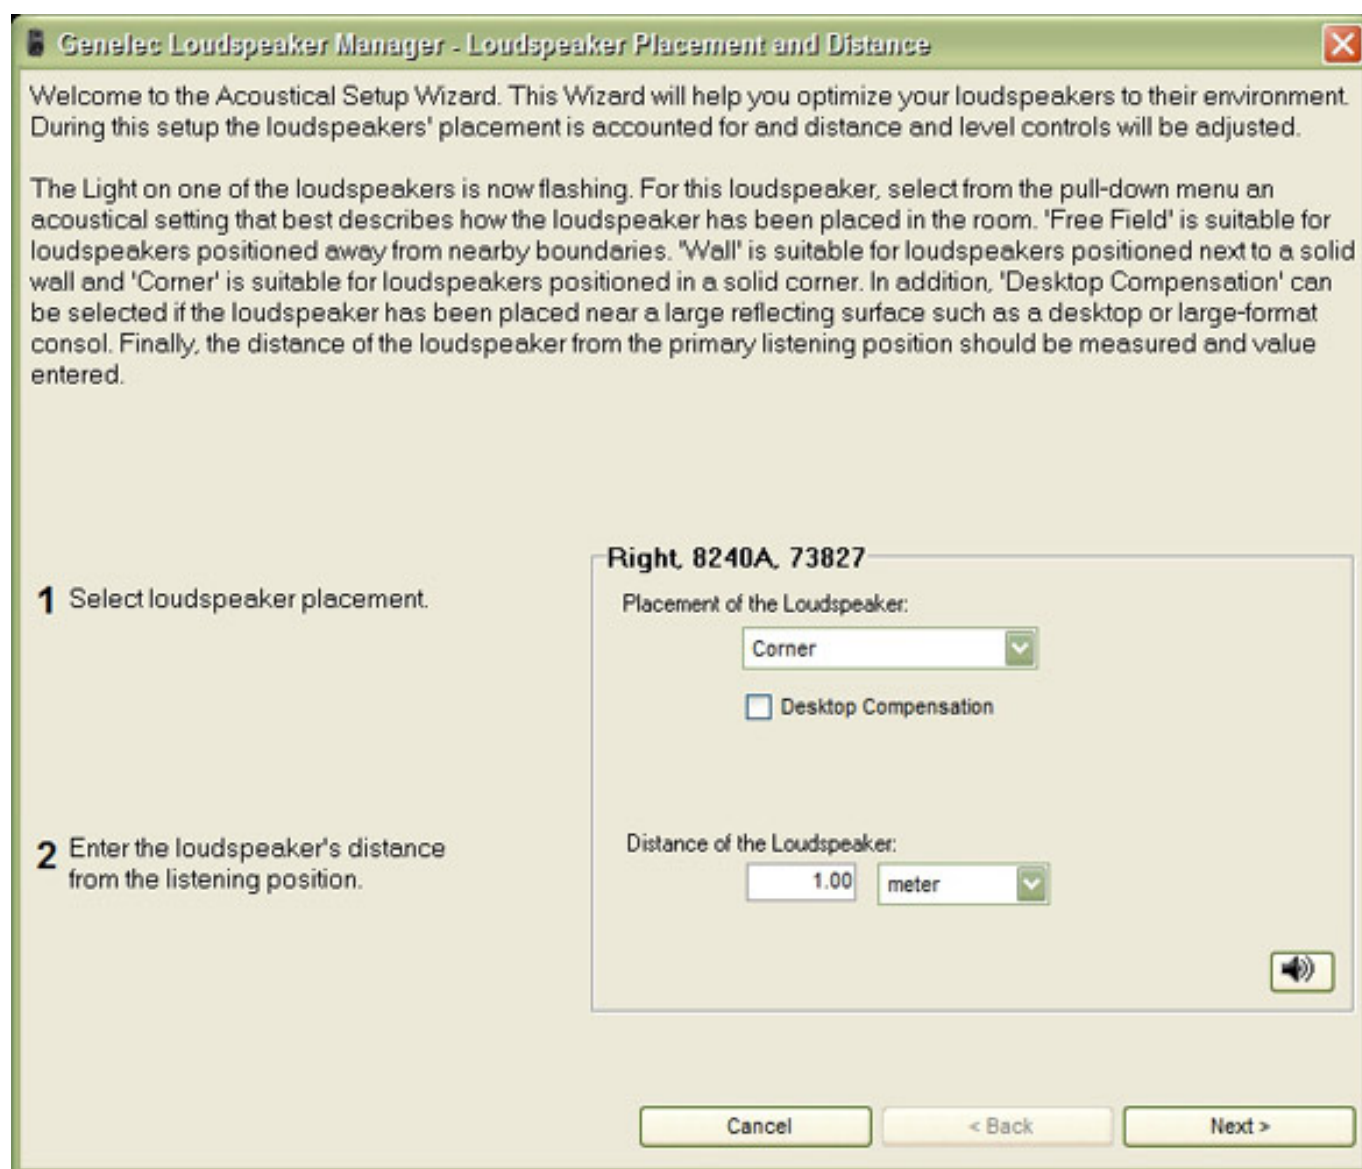 Genelec Loudspeaker Manager - Loudspeaker Placement and Distance
Welcome to the Acoustical Setup Wizard. This Wizard will help you optimize your loudspeakers to their environment.
During this setup the loudspeakers' placement is accounted for and distance and level controls will be adjusted.
The Light on one of the loudspeakers is now flashing. For this loudspeaker, select from the pull-down menu an
acoustical setting that best describes how the loudspeaker has been placed in the room. 'Free Field' is suitable for
loudspeakers positioned away from nearby boundaries. 'Wall' is suitable for loudspeakers positioned next to a solid
wall and 'Corner' is suitable for loudspeakers positioned in a solid corner. In addition, 'Desktop Compensation' can
be selected if the loudspeaker has been placed near a large reflecting surface such as a desktop or large-format
consol. Finally, the distance of the loudspeaker from the primary listening position should be measured and value
entered.
Right, 8240A, 73827
1 Select loudspeaker placement.
Placement of the Loudspeaker:
Corner
Desktop Compensation
2 Enter the loudspeaker's distance
from the listening position.
Distance of the Loudspeaker:
1.00 meter
Cancel < Back Next >